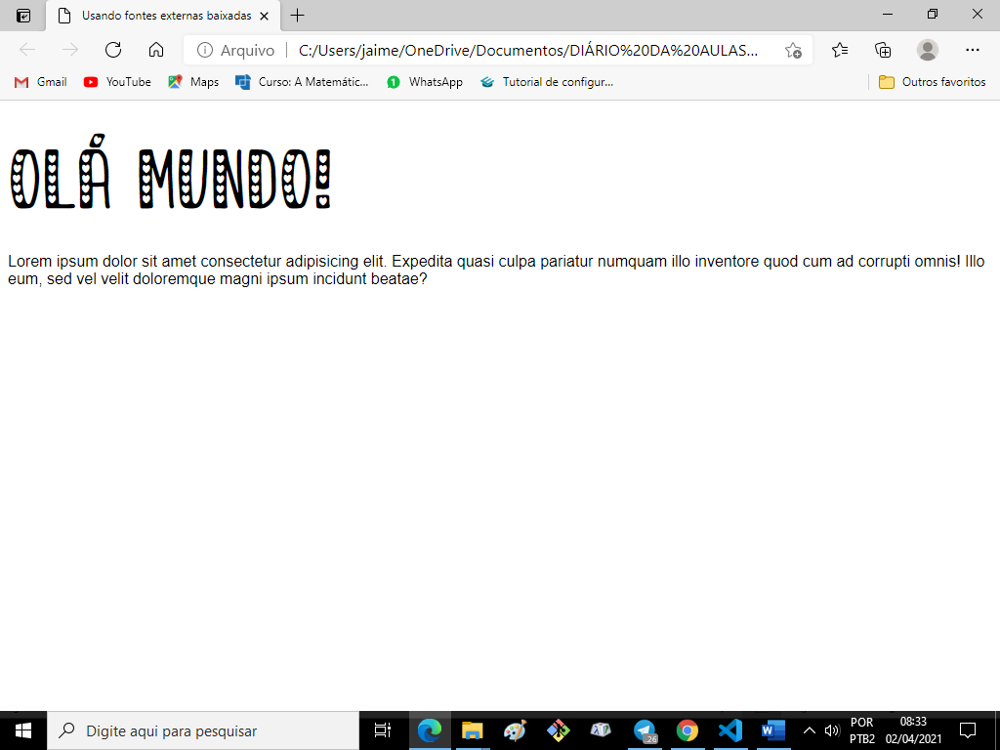 Usando fontes externas baixadas
Arquivo C:/Users/jaime/OneDrive/Documentos/DIÁRIO%20DA%20AULAS...
Gmail YouTube Maps Curso: A Matemátic... 1 WhatsApp Tutorial de configur... Outros favoritos
OLÁ MUNDO!
Lorem ipsum dolor sit amet consectetur adipisicing elit. Expedita quasi culpa pariatur numquam illo inventore quod cum ad corrupti omnis! Illo
eum, sed vel velit doloremque magni ipsum incidunt beatae?
Digite aqui para pesquisar
.26
W
POR
PTB2
08:33
02/04/2021